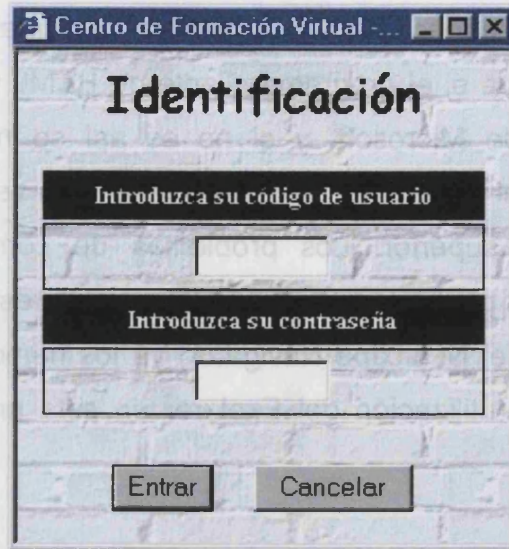 Centro de Formación Virtual -...
Identificación
Introduzca su código de usuario
Introduzca su contraseña
Entrar
Cancelar